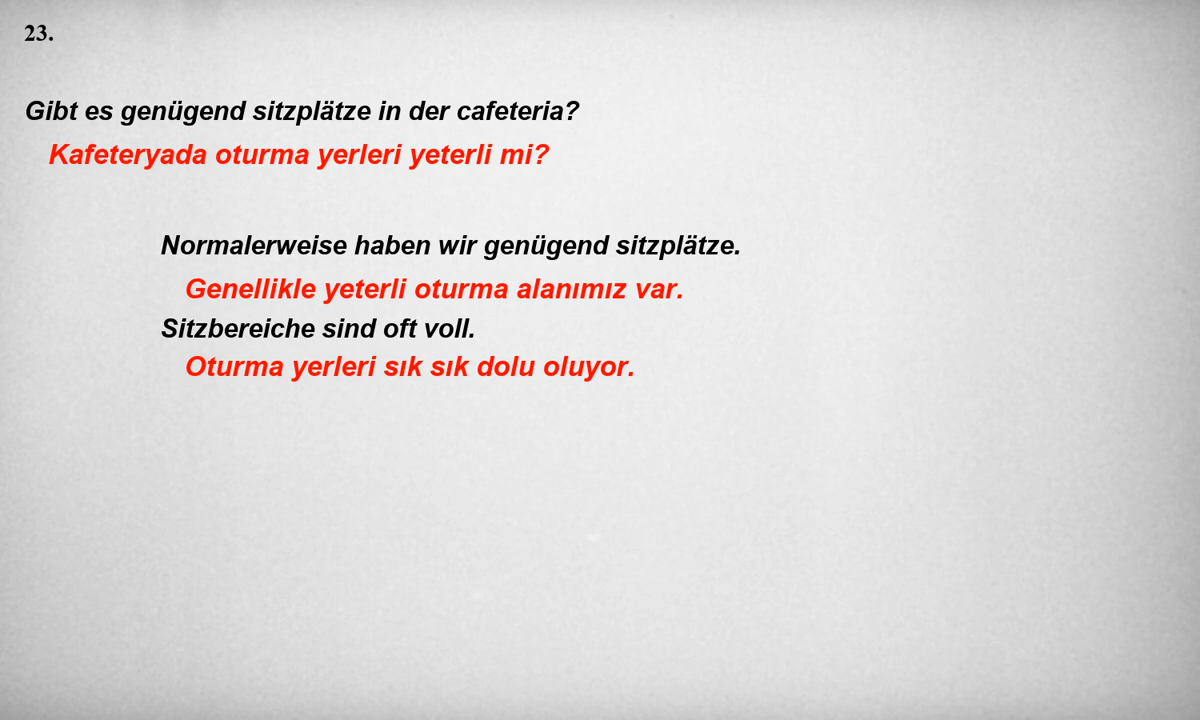 23.
Gibt es genügend sitzplätze in der cafeteria?
Kafeteryada oturma yerleri yeterli mi?
Normalerweise haben wir genügend sitzplätze.
Genellikle yeterli oturma alanımız var.
Sitzbereiche sind oft voll.
Oturma yerleri sık sık dolu oluyor.